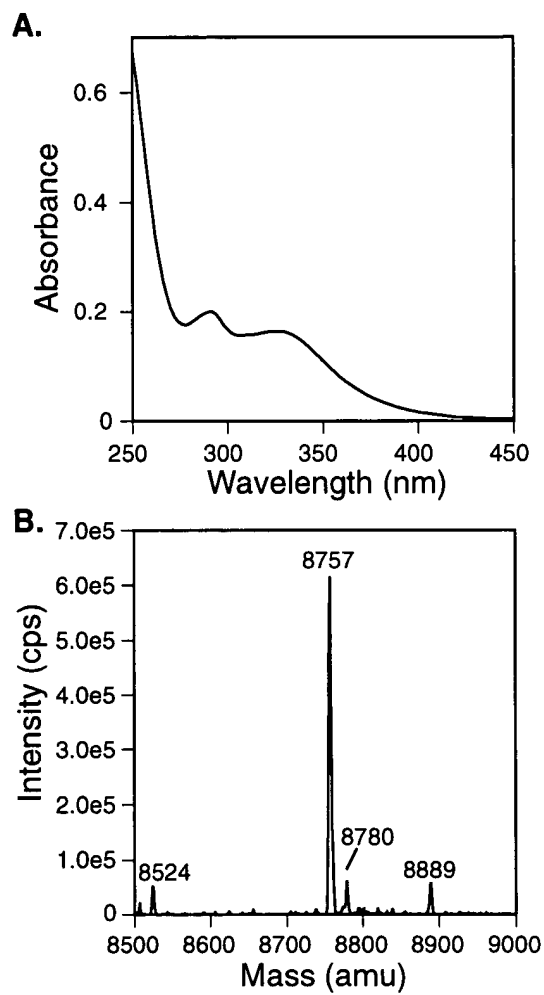 A.
0.6
0.4
0.2
0
Absorbance
250 300 350 400 450
Wavelength (nm)
B.
7.0e5
6.0e5
5.0e5
4.0e5
3.0e5
2.0e5
1.0e5
0
Intensity (cps)
8757
8780
8524
8889
8500 8600 8700 8800 8900 9000
Mass (amu)